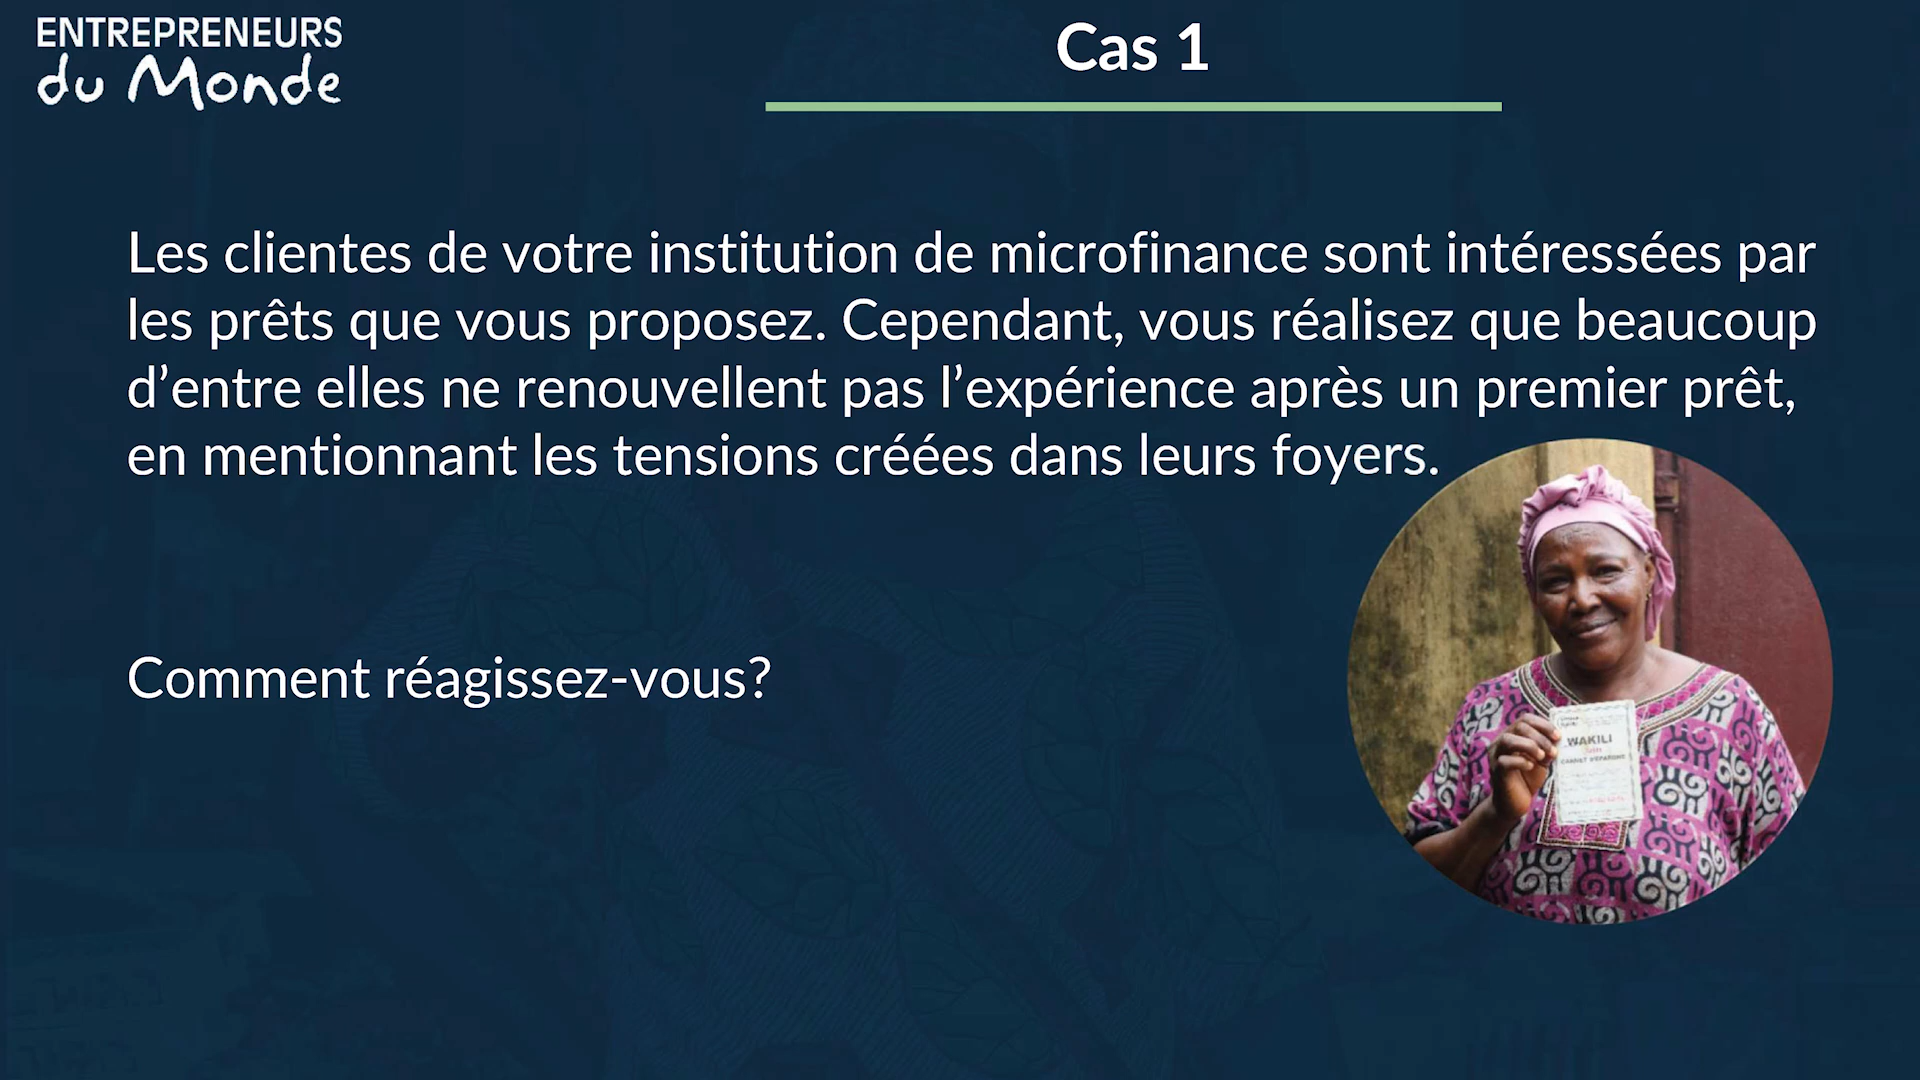 ENTREPRENEURS
du Monde
Cas 1
Les clientes de votre institution de microfinance sont intéressées par
les prêts que vous proposez. Cependant, vous réalisez que beaucoup
d’entre elles ne renouvellent pas l’expérience après un premier prêt,
en mentionnant les tensions créées dans leurs foyers.
Comment réagissez-vous?
WAKILI
CARNET D'EPARGNE